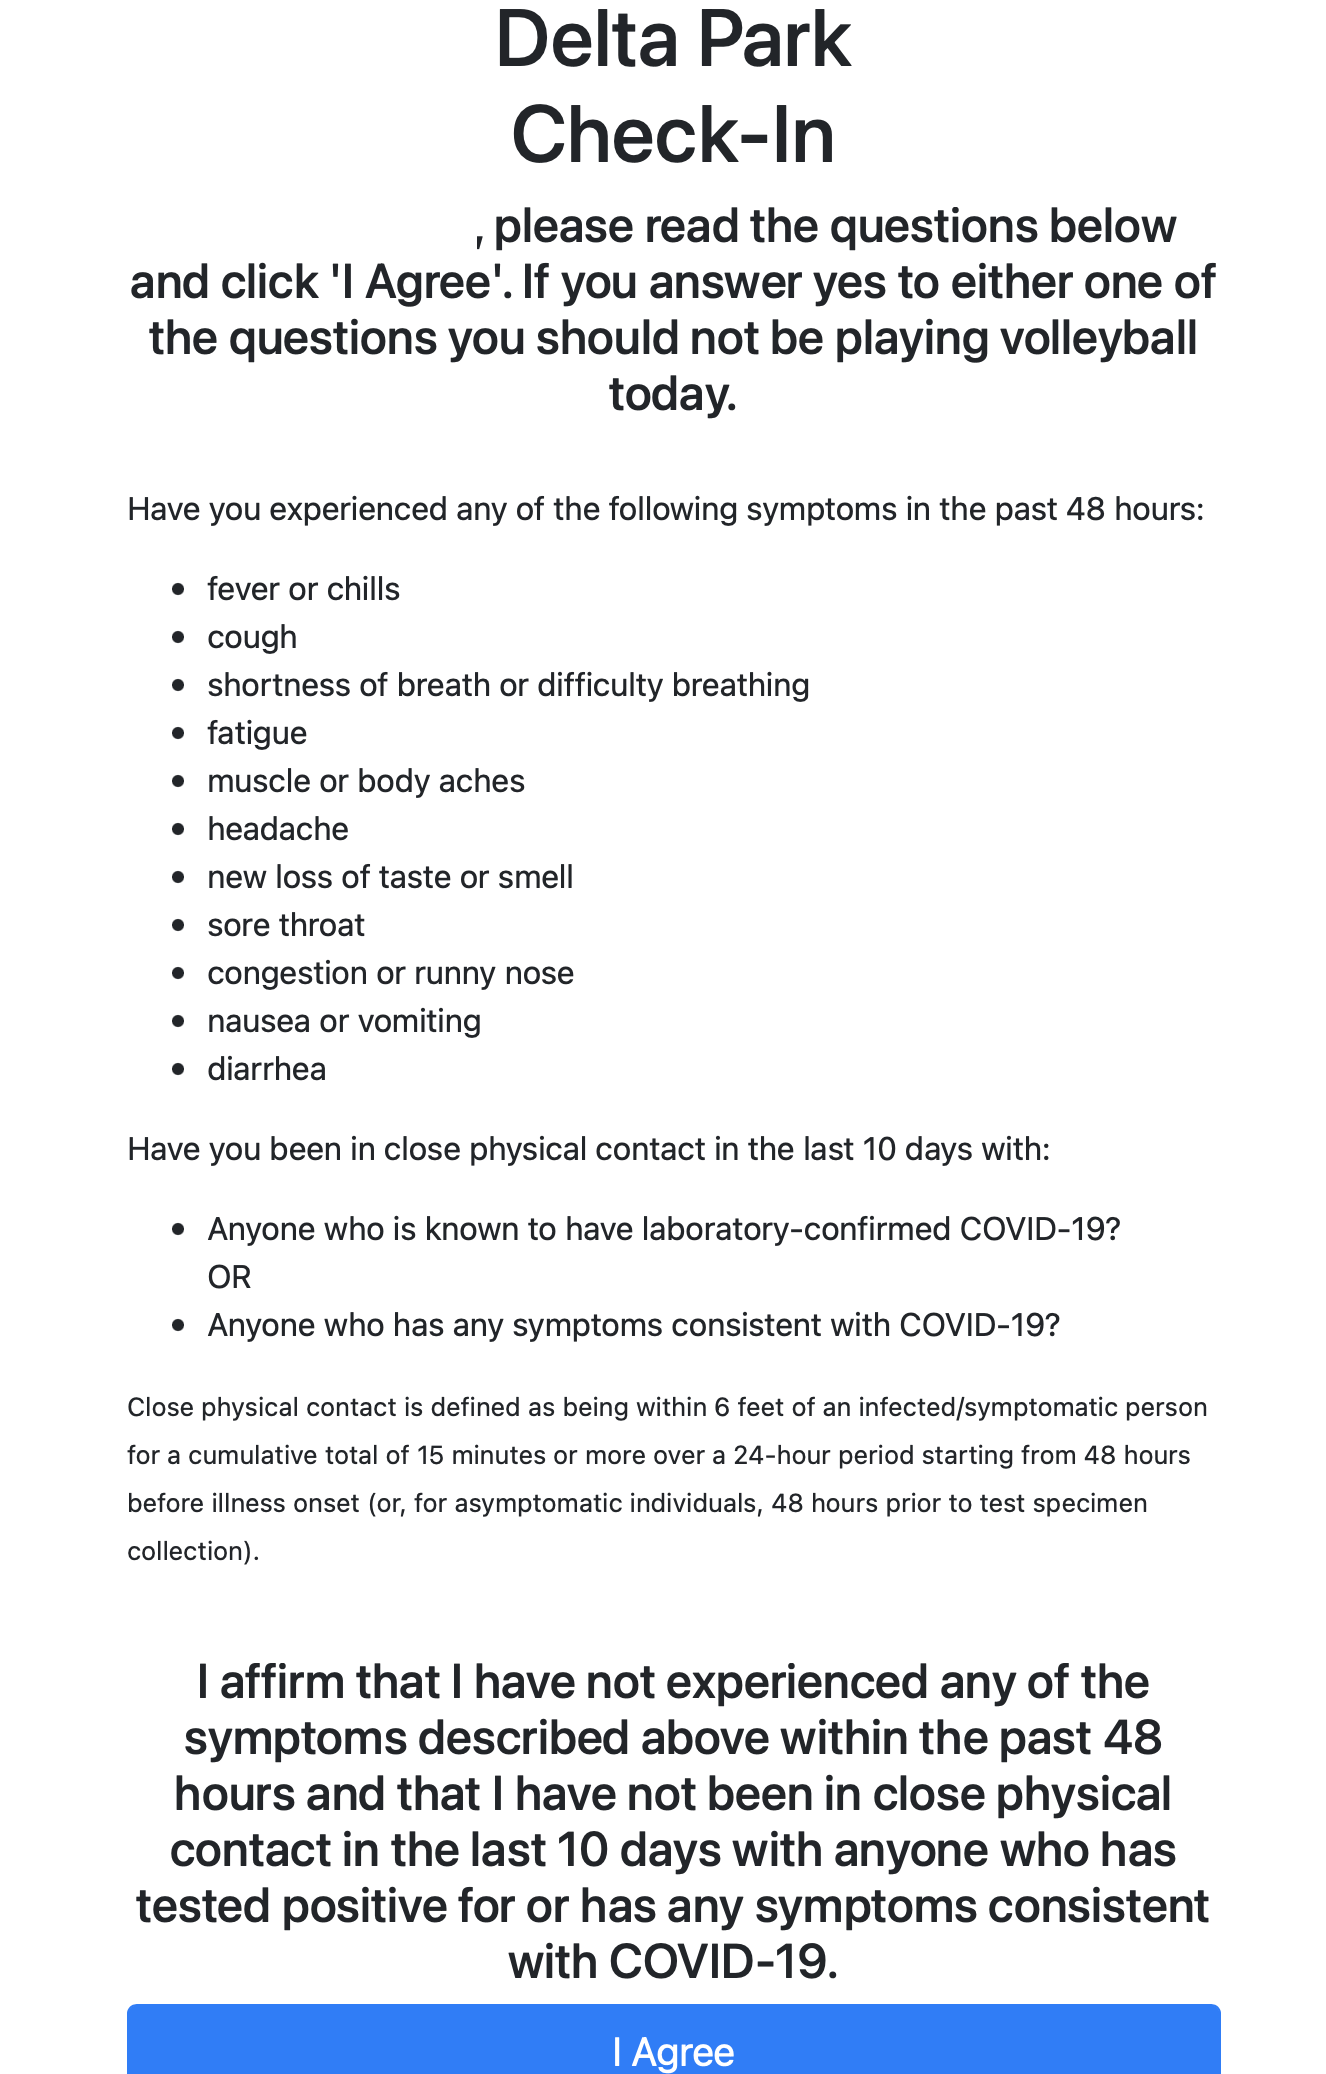 Delta Park
Check-In
, please read the questions below
and click 'I Agree'. If you answer yes to either one of
the questions you should not be playing volleyball
today.
Have you experienced any of the following symptoms in the past 48 hours:
• fever or chills
• cough
• shortness of breath or difficulty breathing
• fatigue
• muscle or body aches
• headache
• new loss of taste or smell
• sore throat
• congestion or runny nose
• nausea or vomiting
• diarrhea
Have you been in close physical contact in the last 10 days with:
• Anyone who is known to have laboratory-confirmed COVID-19?
OR
• Anyone who has any symptoms consistent with COVID-19?
Close physical contact is defined as being within 6 feet of an infected/symptomatic person
for a cumulative total of 15 minutes or more over a 24-hour period starting from 48 hours
before illness onset (or, for asymptomatic individuals, 48 hours prior to test specimen
collection).
I affirm that I have not experienced any of the
symptoms described above within the past 48
hours and that I have not been in close physical
contact in the last 10 days with anyone who has
tested positive for or has any symptoms consistent
with COVID-19.
I Agree